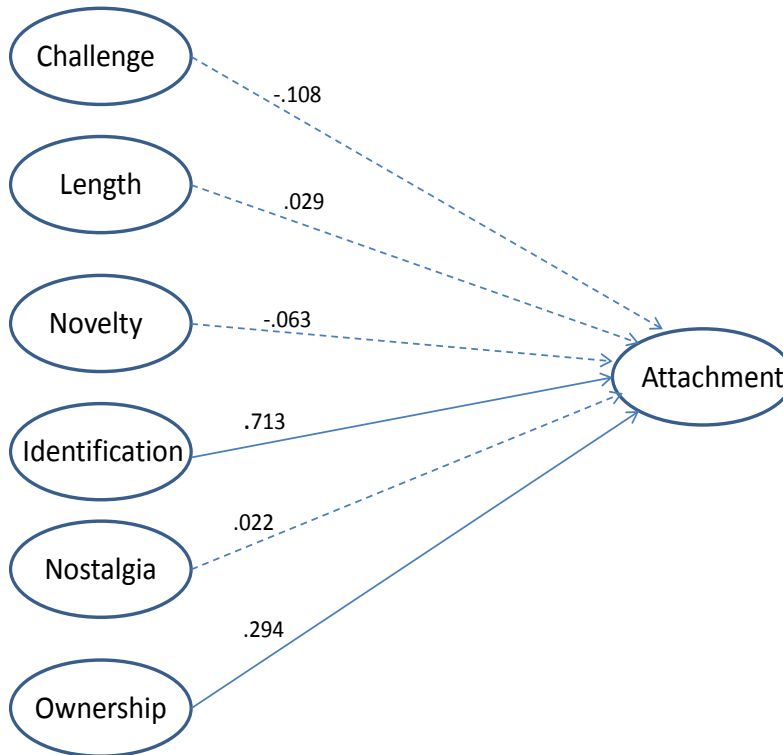 Challenge
-.108
Length
.029
Novelty
-.063
Attachment
.713
Identification
.022
Nostalgia
.294
Ownership